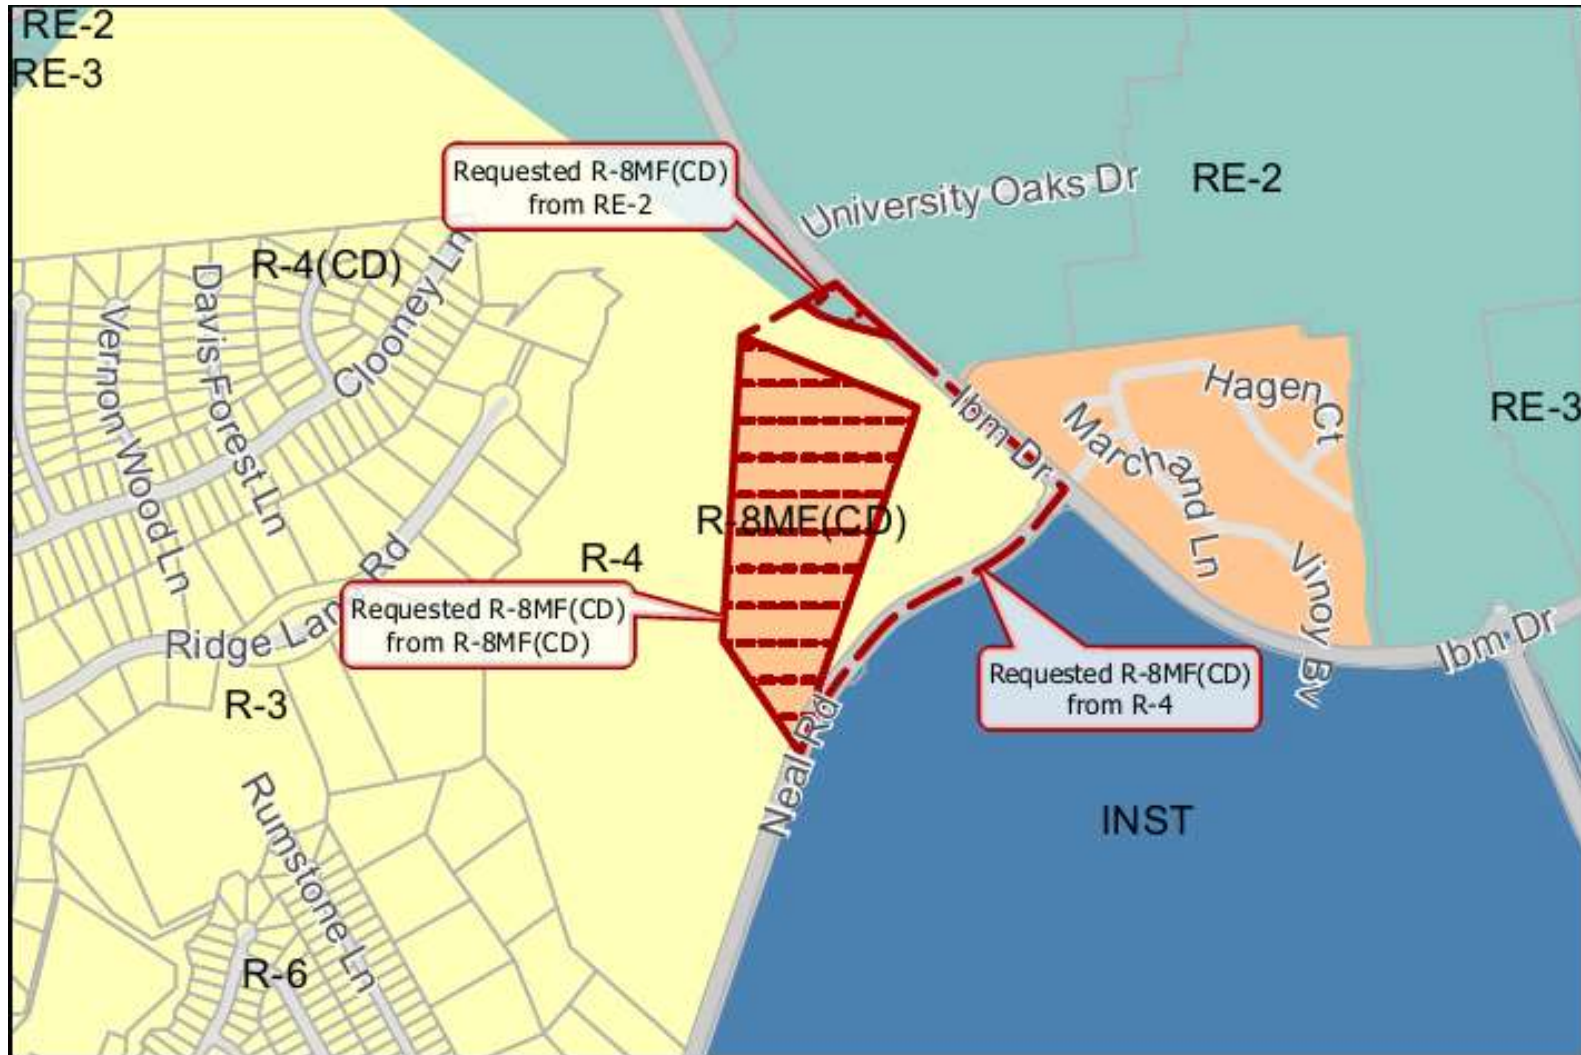 RE-2
RE-3
Requested R-8MF(CD)
from RE-2
University Oaks Dr
RE-2
R-4(CD)
Clooney Ln
Davis Forest Ln
Vernon Wood Ln
Hagen Ct
RE-3
Ibm Dr
Marchand Ln
R-8MF(CD)
R-4
Vinoy Bv
Requested R-8MF(CD)
from R-8MF(CD)
Ridge Lane Rd
Ibm Dr
Requested R-8MF(CD)
from R-4
R-3
Neal Rd
Rumstone Ln
INST
R-6